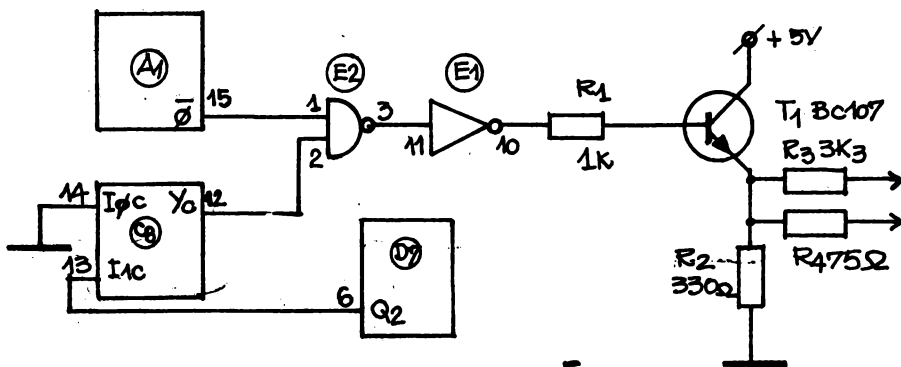 A1
15
φ̅
E2
1
2
3
E1
11
10
R1
1K
+ 5V
T1 BC107
R3 3K3
R4 75Ω
R2
330Ω
14
IφC
Yc
12
C8
13
I1C
D7
6
Q2